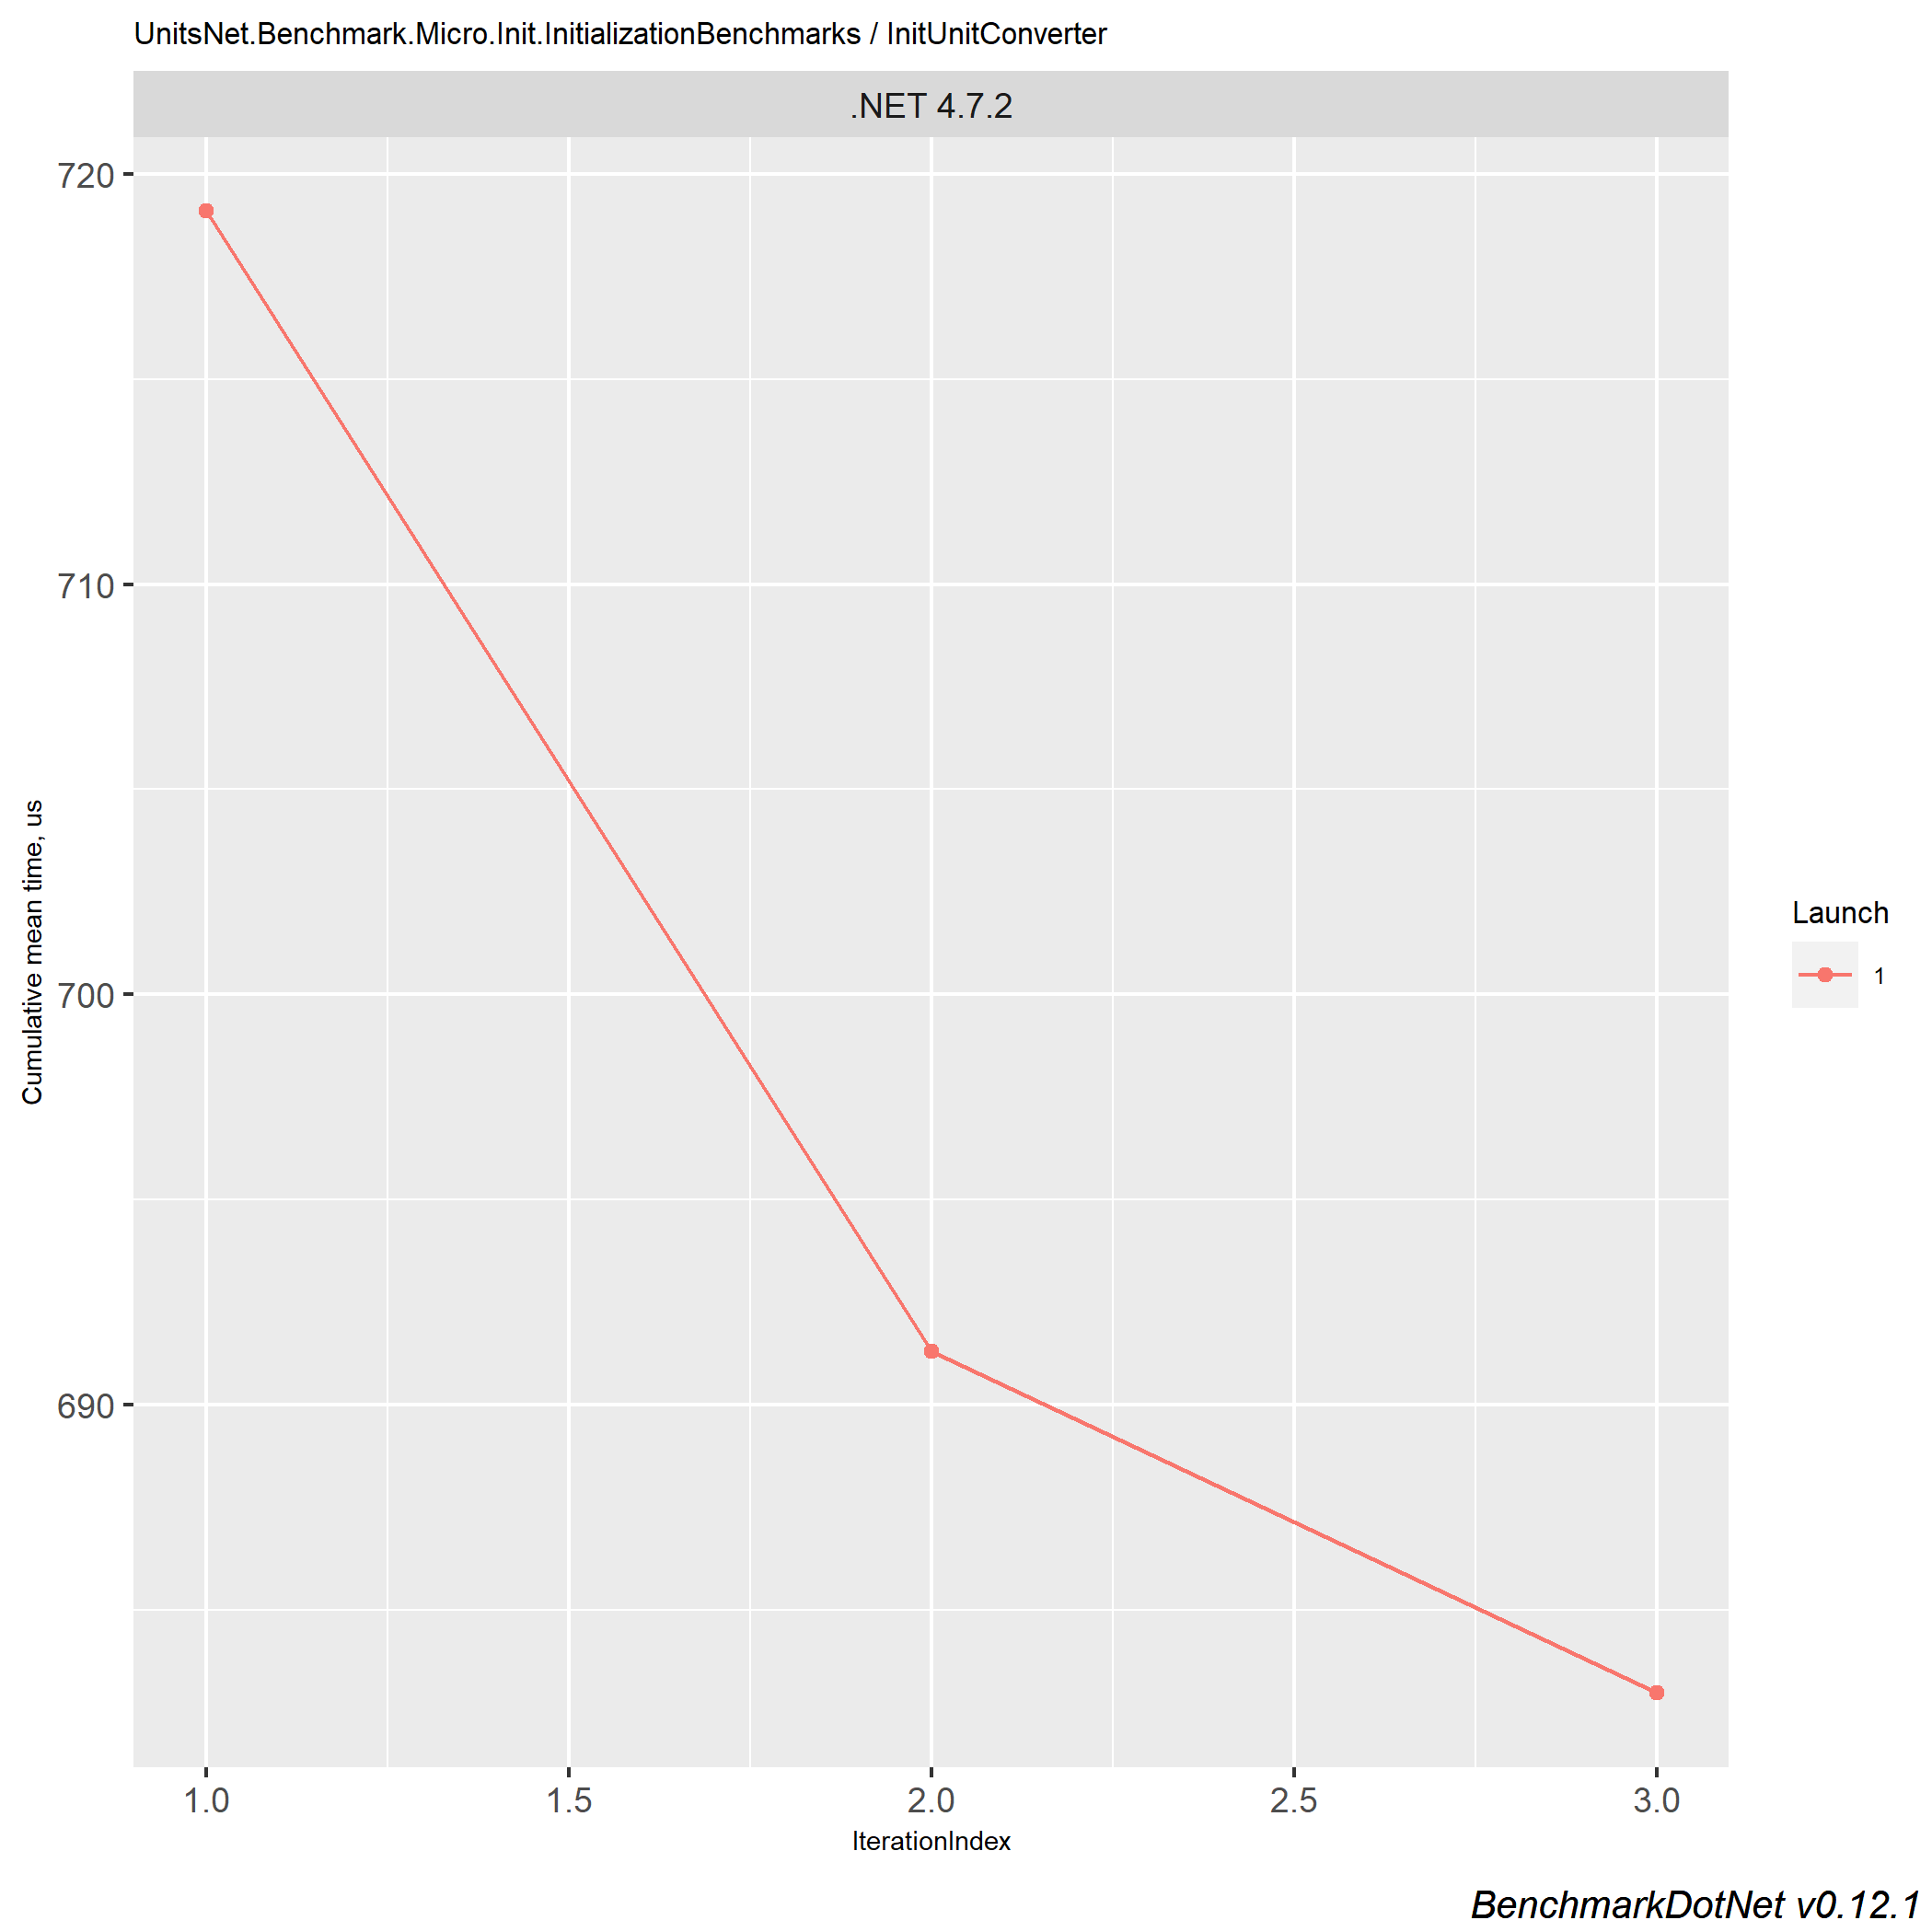 UnitsNet.Benchmark.Micro.Init.InitializationBenchmarks / InitUnitConverter
.NET 4.7.2
720
710
700
690
Cumulative mean time, us
Launch
1
1.0
1.5
2.0
2.5
3.0
IterationIndex
BenchmarkDotNet v0.12.1